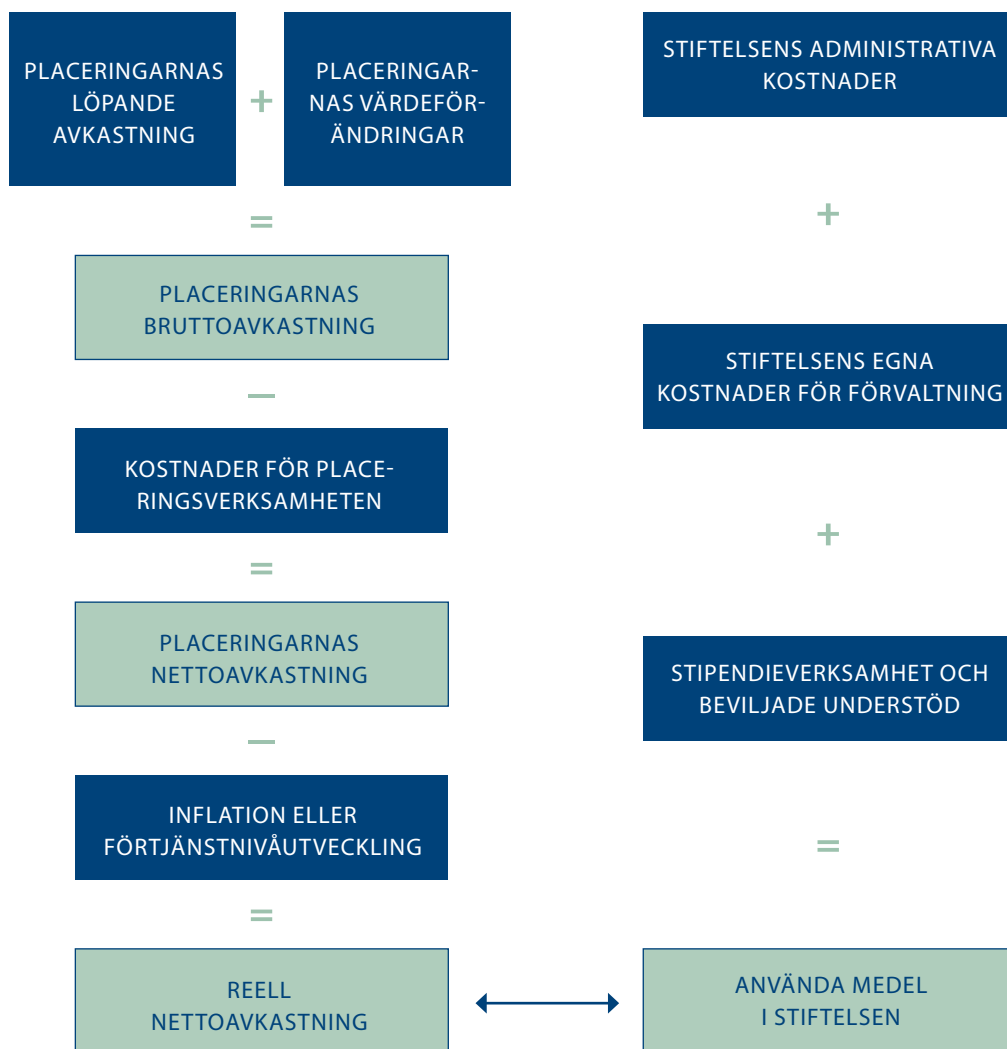 PLACERINGARNAS
LÖPANDE
AVKASTNING
+
PLACERINGAR-
NAS VÄRDEFÖR-
ÄNDRINGAR
=
PLACERINGARNAS
BRUTTOAVKASTNING
—
KOSTNADER FÖR PLACE-
RINGSVERKSAMHETEN
=
PLACERINGARNAS
NETTOAVKASTNING
—
INFLATION ELLER
FÖRTJÄNSTNIVÅUTVECKLING
=
REELL
NETTOAVKASTNING
STIFTELSENS ADMINISTRATIVA
KOSTNADER
+
STIFTELSENS EGNA
KOSTNADER FÖR FÖRVALTNING
+
STIPENDIEVERKSAMHET OCH
BEVILJADE UNDERSTÖD
=
ANVÄNDA MEDEL
I STIFTELSEN